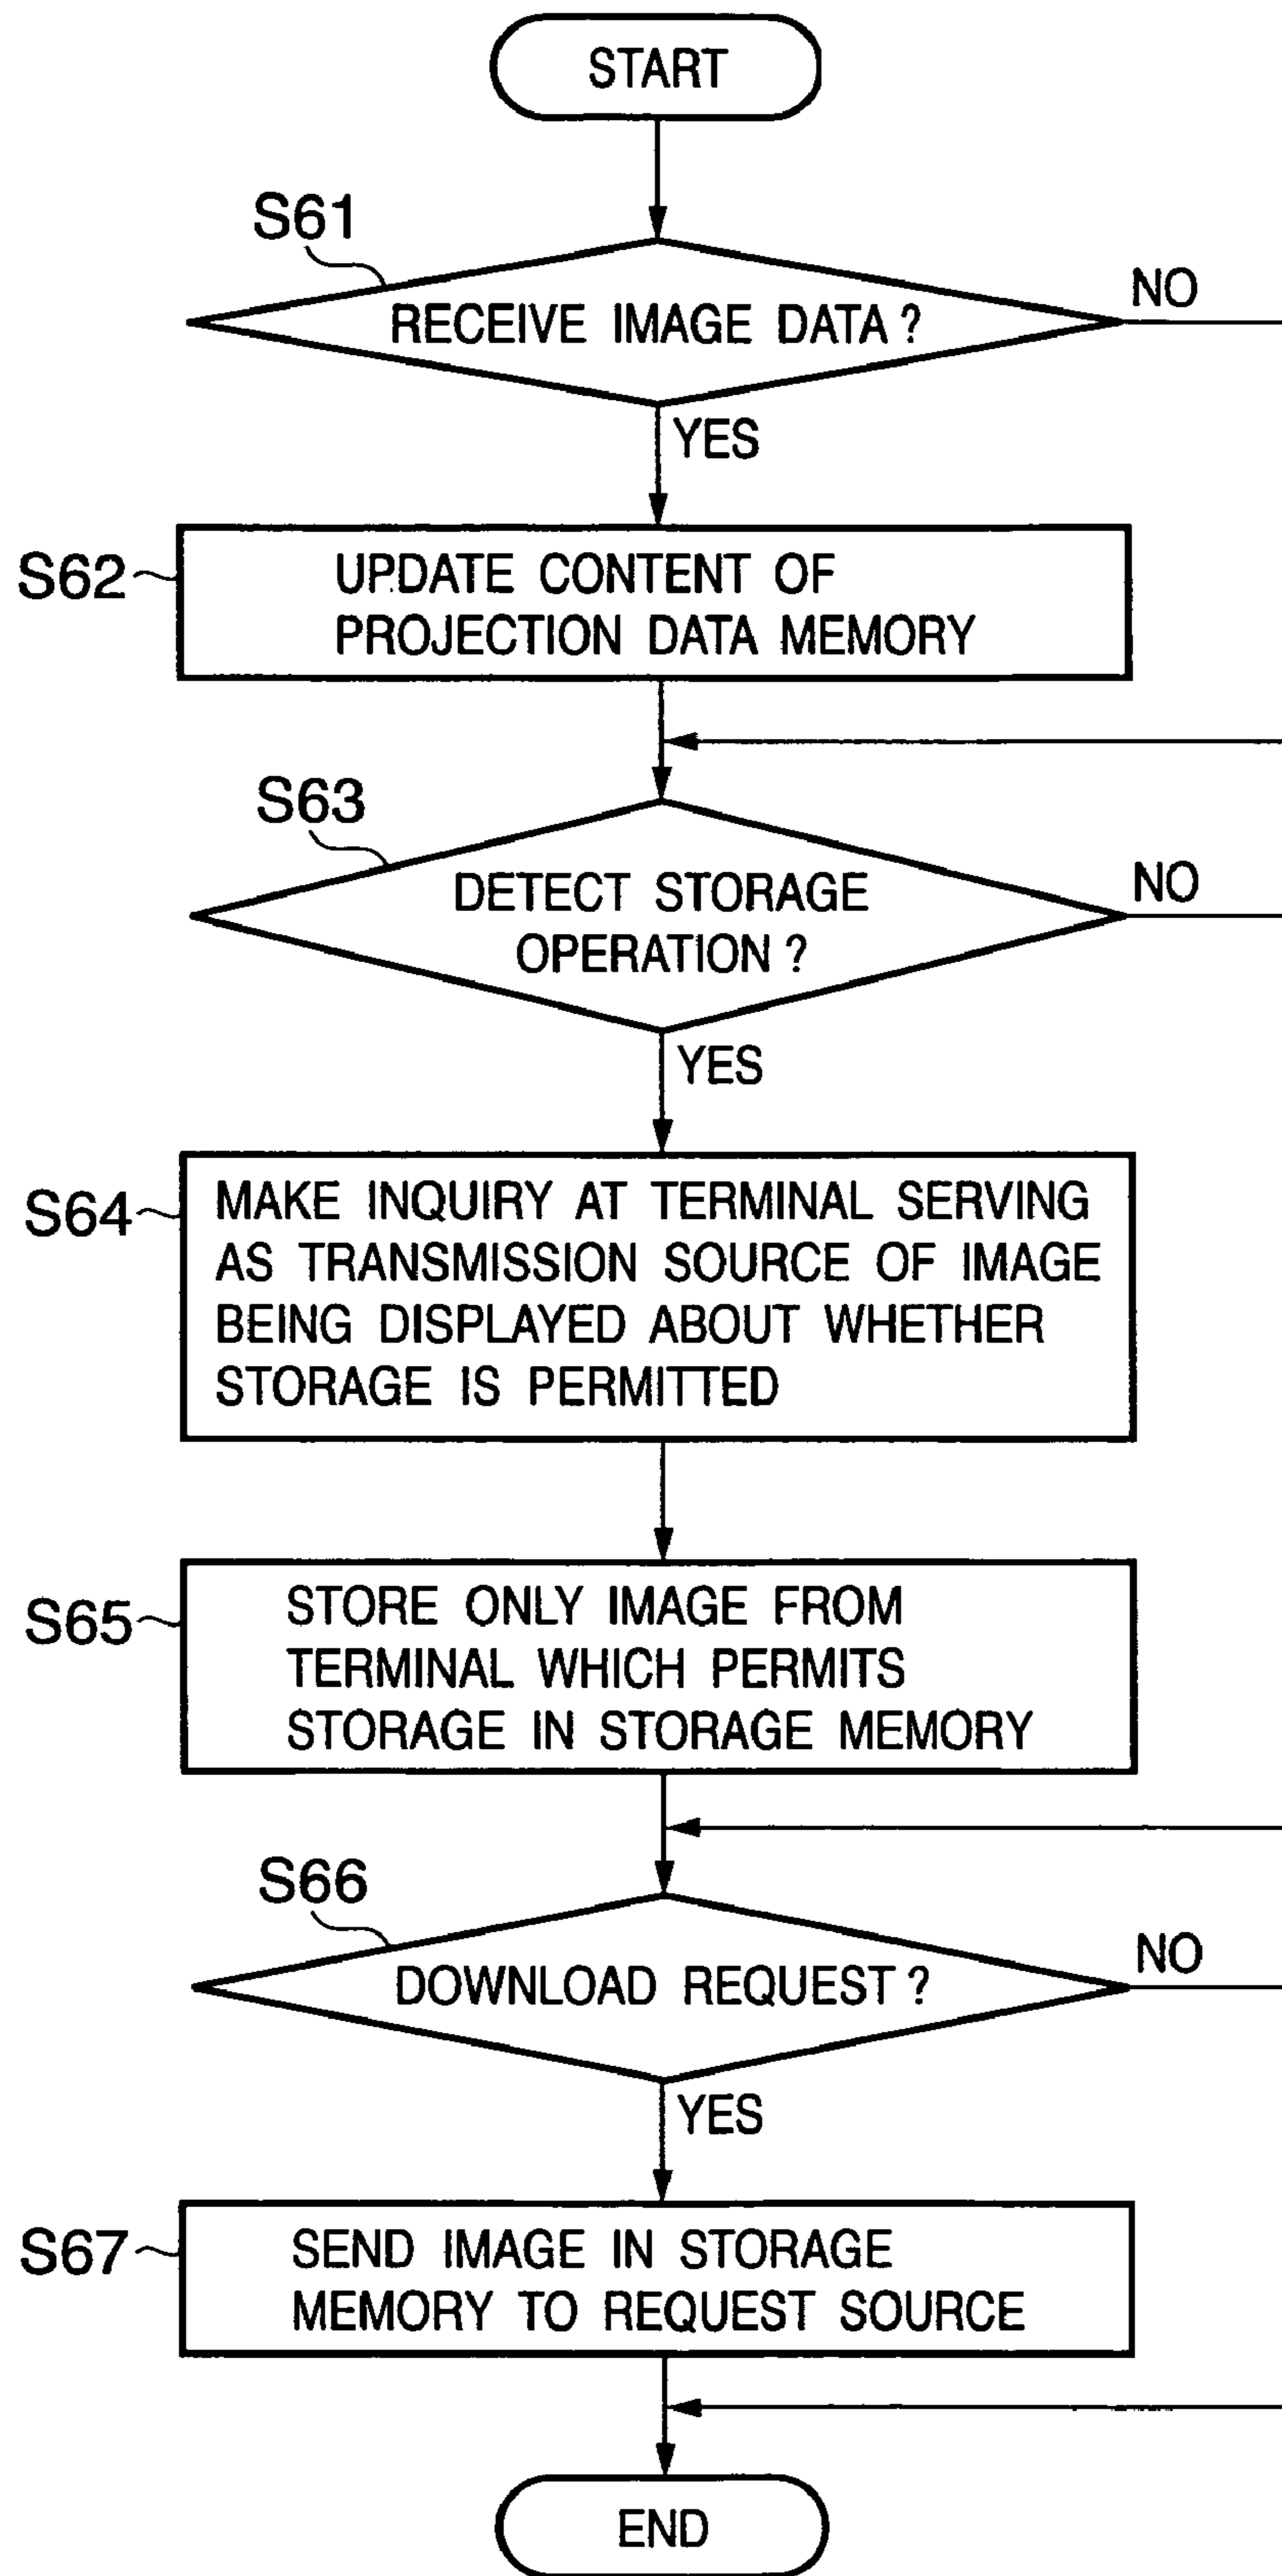 START
S61
RECEIVE IMAGE DATA?
NO
YES
S62
UPDATE CONTENT OF
PROJECTION DATA MEMORY
S63
DETECT STORAGE
OPERATION?
NO
YES
S64
MAKE INQUIRY AT TERMINAL SERVING
AS TRANSMISSION SOURCE OF IMAGE
BEING DISPLAYED ABOUT WHETHER
STORAGE IS PERMITTED
S65
STORE ONLY IMAGE FROM
TERMINAL WHICH PERMITS
STORAGE IN STORAGE MEMORY
S66
DOWNLOAD REQUEST?
NO
YES
S67
SEND IMAGE IN STORAGE
MEMORY TO REQUEST SOURCE
END